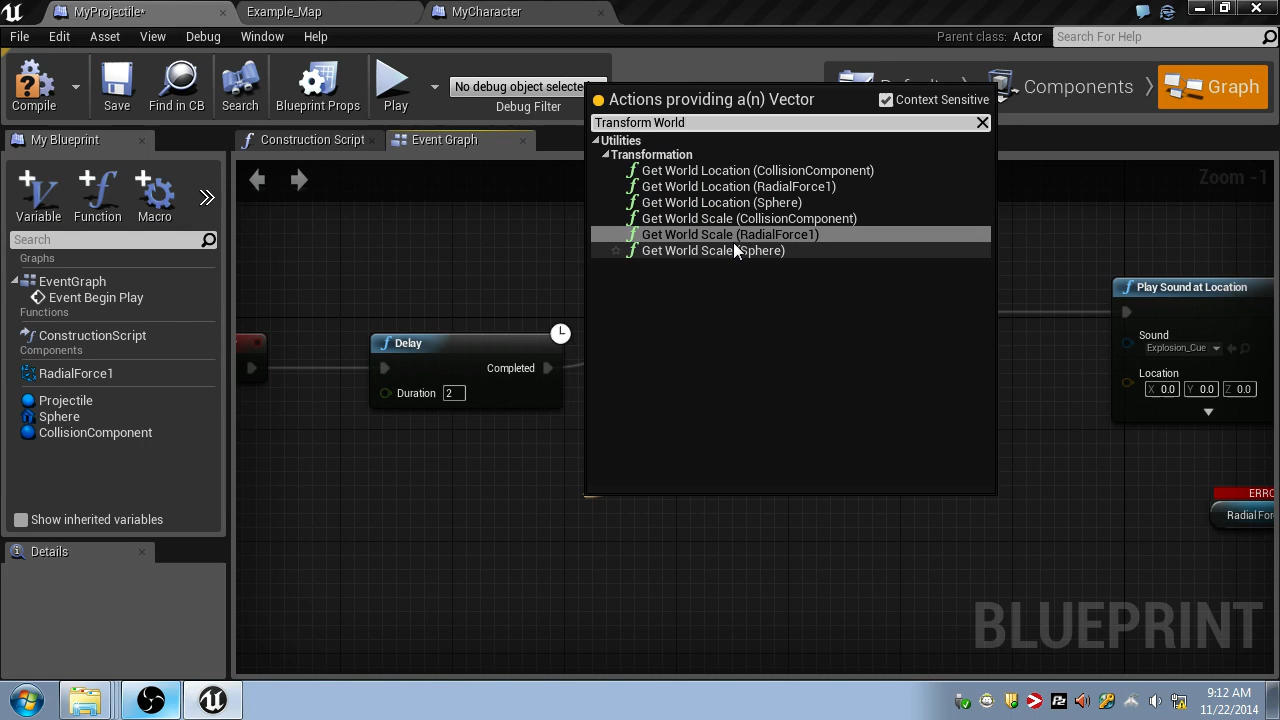 MyProjectile*
Example_Map
MyCharacter
File Edit Asset View Debug Window Help
Parent class: Actor
Search For Help
Compile
Save
Find in CB
Search
Blueprint Props
Play
No debug object selected
Debug Filter
Components
Graph
My Blueprint
Construction Script
Event Graph
Variable
Function
Macro
Search
Graphs
EventGraph
Event Begin Play
Functions
ConstructionScript
Components
RadialForce1
Projectile
Sphere
CollisionComponent
Show inherited variables
Details
Actions providing a(n) Vector
Context Sensitive
Transform World
Utilities
Transformation
Get World Location (CollisionComponent)
Get World Location (RadialForce1)
Get World Location (Sphere)
Get World Scale (CollisionComponent)
Get World Scale (RadialForce1)
Get World Scale (Sphere)
Zoom -1
Delay
Completed
Duration 2
Play Sound at Location
Sound
Explosion_Cue
Location
X 0.0 Y 0.0 Z 0.0
ERRO
Radial For
BLUEPRINT
9:12 AM
11/22/2014